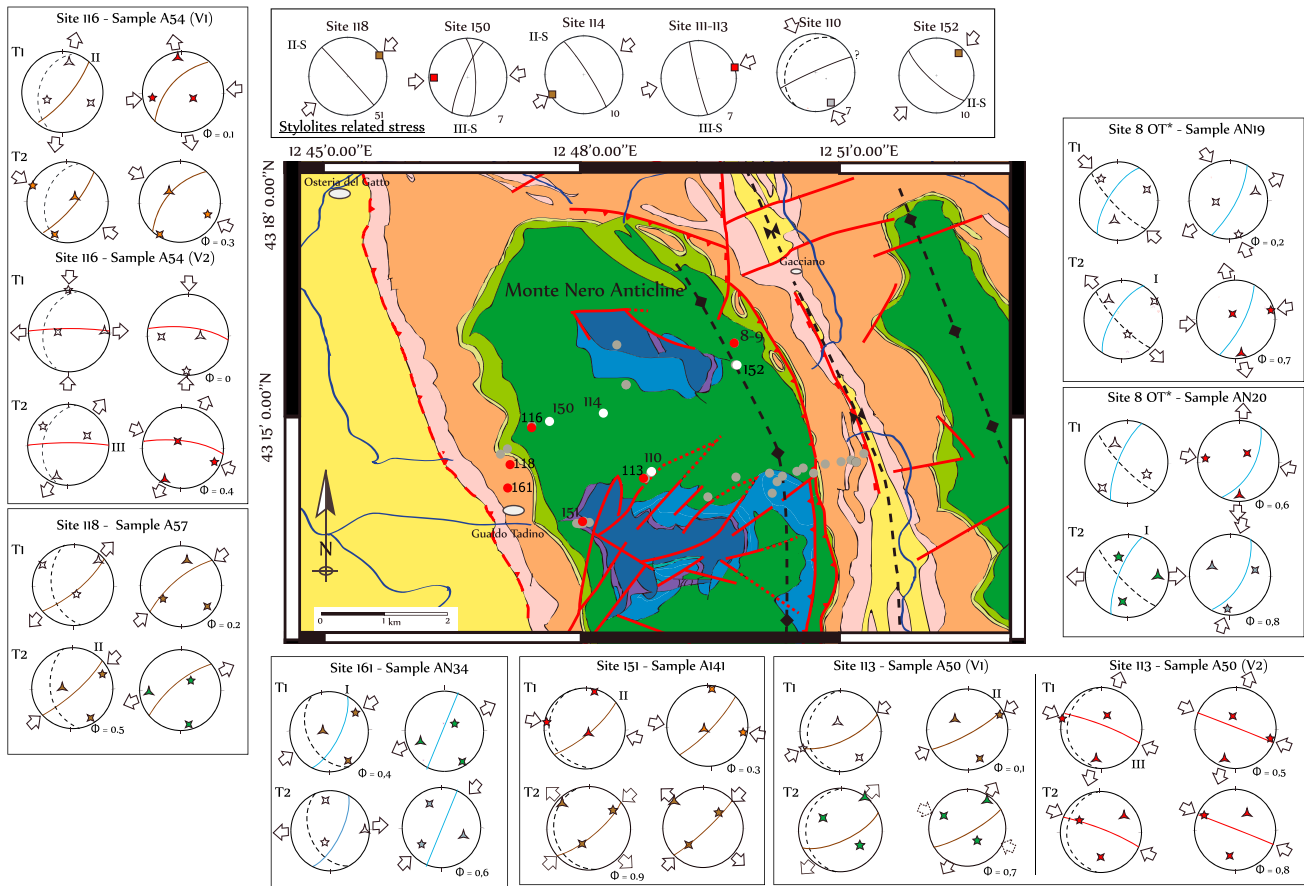 Site 116 - Sample A54 (V1)
T1
II
Φ = 0.1
T2
Φ = 0.3
Site 116 - Sample A54 (V2)
T1
Φ = 0
T2
III
Φ = 0.4
Site 118 - Sample A57
T1
Φ = 0.2
T2
II
Φ = 0.5
Site 118
II-S
51
Site 150
III-S
7
Site 114
II-S
10
Site 111-113
III-S
7
Site 110
?
7
Site 152
II-S
10
Stylolites related stress
12 45'0.00''E
12 48'0.00''E
12 51'0.00''E
43 18' 0.00''N
43 15' 0.00''N
Osteria del Gatto
Gacciano
Monte Nero Anticline
8-9
152
114
150
116
118
161
110
113
151
Gualdo Tadino
N
0
1
2
km
Site 8 OT* - Sample AN19
T1
Φ = 0,2
T2
I
Φ = 0,7
Site 8 OT* - Sample AN20
T1
Φ = 0,6
T2
I
Φ = 0,8
Site 161 - Sample AN34
T1
I
Φ = 0,4
T2
Φ = 0,6
Site 151 - Sample A141
T1
II
Φ = 0.3
T2
Φ = 0.9
Site 113 - Sample A50 (V1)
T1
II
Φ = 0,1
T2
Φ = 0,7
Site 113 - Sample A50 (V2)
T1
III
Φ = 0,5
T2
Φ = 0,8